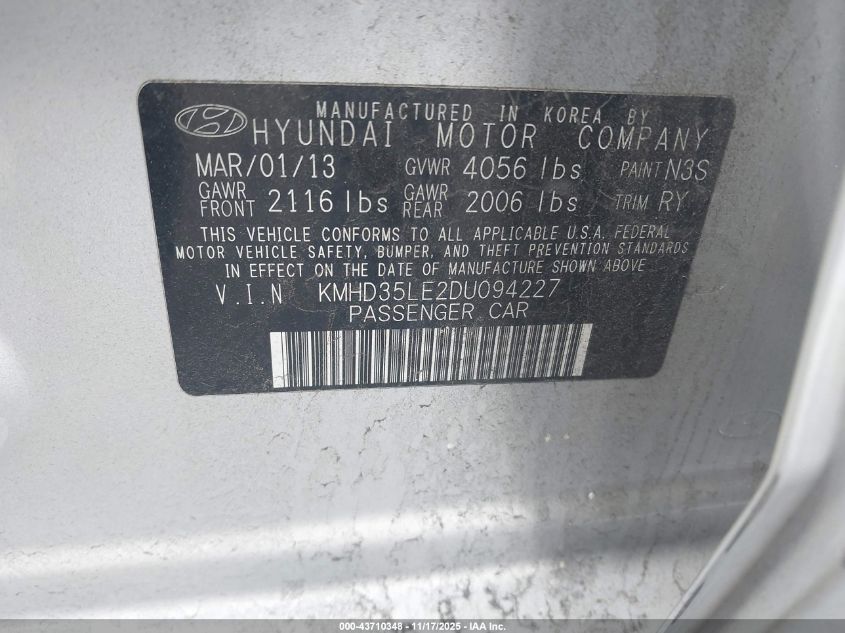 MANUFACTURED IN KOREA BY
HYUNDAI MOTOR COMPANY
MAR/01/13 GVWR 4056 lbs PAINT N3S
GAWR FRONT 2116 lbs GAWR REAR 2006 lbs TRIM RY
THIS VEHICLE CONFORMS TO ALL APPLICABLE U.S.A. FEDERAL
MOTOR VEHICLE SAFETY, BUMPER, AND THEFT PREVENTION STANDARDS
IN EFFECT ON THE DATE OF MANUFACTURE SHOWN ABOVE
V.I.N KMHD35LE2DU094227
PASSENGER CAR
000-43710348 - 11/17/2025 - IAA Inc.